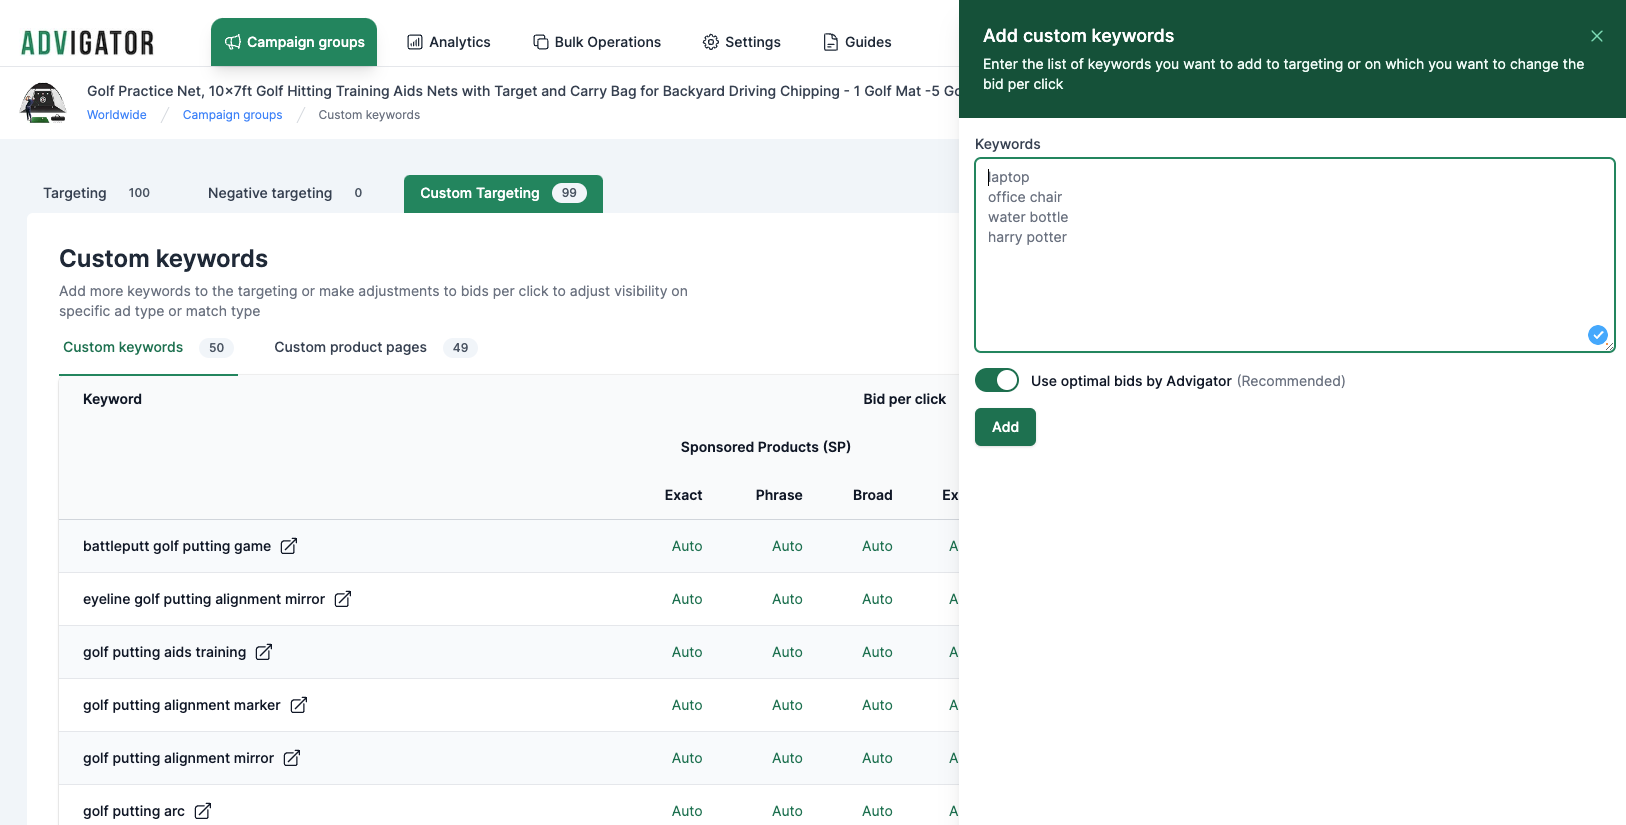 ADVIGATOR
Campaign groups
Analytics
Bulk Operations
Settings
Guides
Golf Practice Net, 10x7ft Golf Hitting Training Aids Nets with Target and Carry Bag for Backyard Driving Chipping - 1 Golf Mat -5 Go
Worldwide / Campaign groups / Custom keywords
Targeting 100
Negative targeting 0
Custom Targeting 99
Custom keywords
Add more keywords to the targeting or make adjustments to bids per click to adjust visibility on
specific ad type or match type
Custom keywords 50
Custom product pages 49
Keyword
Bid per click
Sponsored Products (SP)
Exact Phrase Broad Ex
battleputt golf putting game Auto Auto Auto A
eyeline golf putting alignment mirror Auto Auto Auto A
golf putting aids training Auto Auto Auto A
golf putting alignment marker Auto Auto Auto A
golf putting alignment mirror Auto Auto Auto A
golf putting arc Auto Auto Auto A
Add custom keywords
Enter the list of keywords you want to add to targeting or on which you want to change the
bid per click
Keywords
laptop
office chair
water bottle
harry potter
Use optimal bids by Advigator (Recommended)
Add